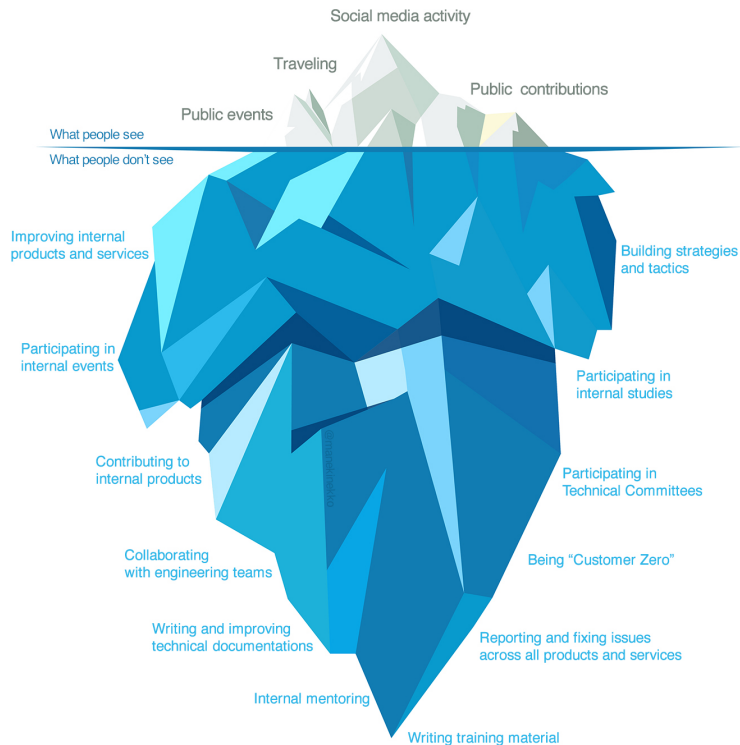 Social media activity
Traveling
Public contributions
Public events
What people see
What people don't see
Improving internal
products and services
Building strategies
and tactics
Participating in
internal events
Participating in
internal studies
Contributing to
internal products
Participating in
Technical Committees
Collaborating
with engineering teams
Being “Customer Zero”
Writing and improving
technical documentations
Reporting and fixing issues
across all products and services
Internal mentoring
Writing training material